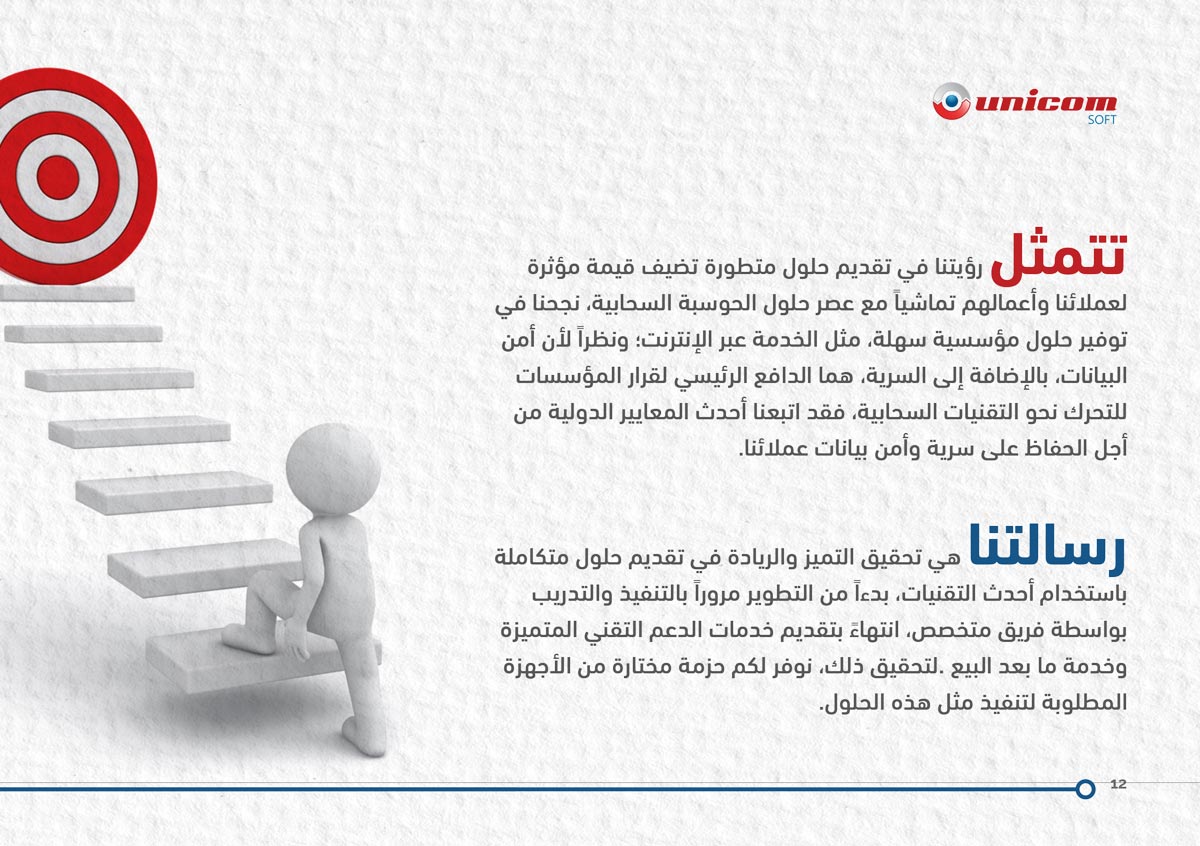 unicom
SOFT
تتمثل رؤيتنا في تقديم حلول متطورة تضيف قيمة مؤثرة
لعملائنا وأعمالهم تماشياً مع عصر حلول الحوسبة السحابية، نجحنا في
توفير حلول مؤسسية سهلة، مثل الخدمة عبر الإنترنت؛ ونظراً لأن أمن
البيانات، بالإضافة إلى السرية، هما الدافع الرئيسي لقرار المؤسسات
للتحرك نحو التقنيات السحابية، فقد اتبعنا أحدث المعايير الدولية من
أجل الحفاظ على سرية وأمن بيانات عملائنا.
رسالتنا هي تحقيق التميز والريادة في تقديم حلول متكاملة
باستخدام أحدث التقنيات، بدءاً من التطوير مروراً بالتنفيذ والتدريب
بواسطة فريق متخصص، انتهاءً بتقديم خدمات الدعم التقني المتميزة
وخدمة ما بعد البيع .لتحقيق ذلك، نوفر لكم حزمة مختارة من الأجهزة
المطلوبة لتنفيذ مثل هذه الحلول.
12